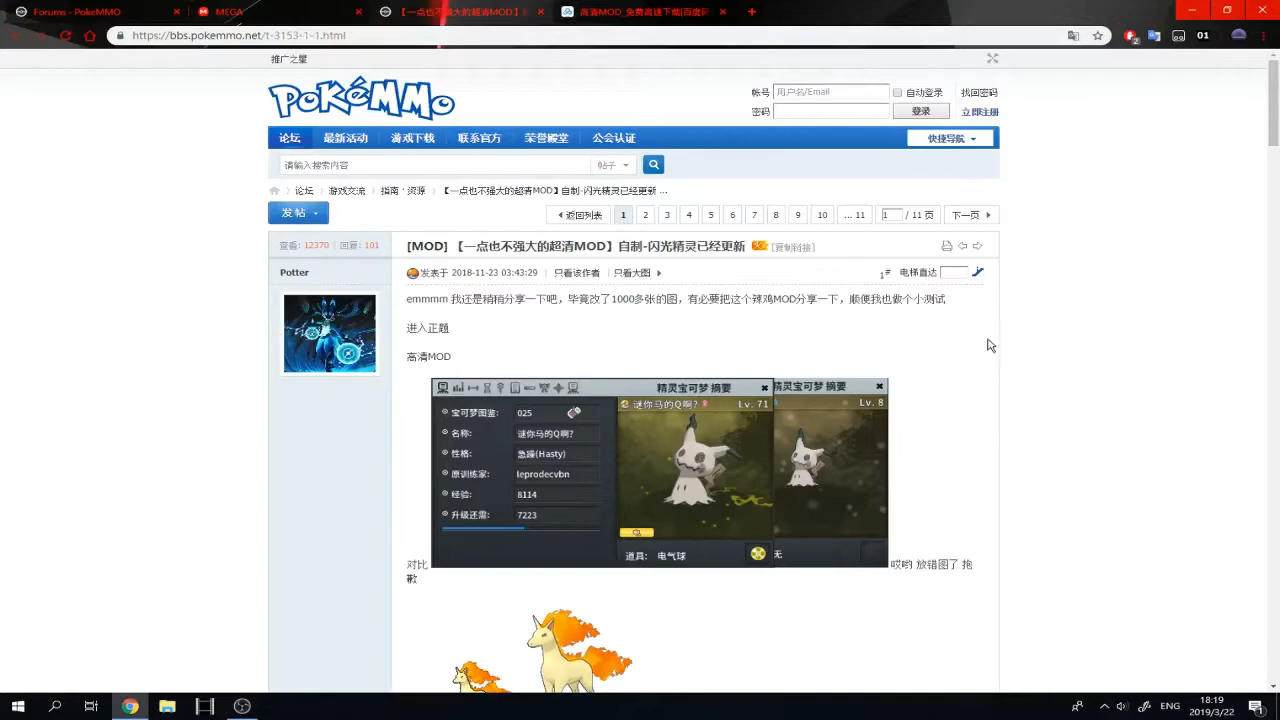 Forums - PokeMMO
MEGA
【一点也不强大的超清MOD】自
高清MOD_免费高速下载|百度网
https://bbs.pokemmo.net/t-3153-1-1.html
推广之星
PoKéMMo
帐号 用户名/Email 自动登录 找回密码
密码 登录 立即注册
论坛 最新活动 游戏下载 联系官方 荣誉殿堂 公会认证 快捷导航
请输入搜索内容 帖子
论坛 › 游戏交流 › 指南·资源 › 【一点也不强大的超清MOD】自制-闪光精灵已经更新 ...
发帖 返回列表 1 2 3 4 5 6 7 8 9 10 ... 11 1 / 11 页 下一页
查看: 12370 | 回复: 101 [MOD] 【一点也不强大的超清MOD】自制-闪光精灵已经更新 [复制链接]
Potter 发表于 2018-11-23 03:43:29 只看该作者 只看大图 1# 电梯直达
emmmm 我还是稍稍分享一下吧，毕竟改了1000多张的图，有必要把这个辣鸡MOD分享一下，顺便我也做个小测试
进入正题
高清MOD
精灵宝可梦 摘要
灵宝可梦 摘要
谜你马的Q啊? Lv. 71
Lv. 8
宝可梦图鉴: 025
名称: 谜你马的Q啊?
性格: 急躁(Hasty)
原训练家: leprodecvbn
经验: 8114
升级还需: 7223
道具: 电气球
无
对比 哎哟 放错图了 抱
歉
ENG
18:19
2019/3/22